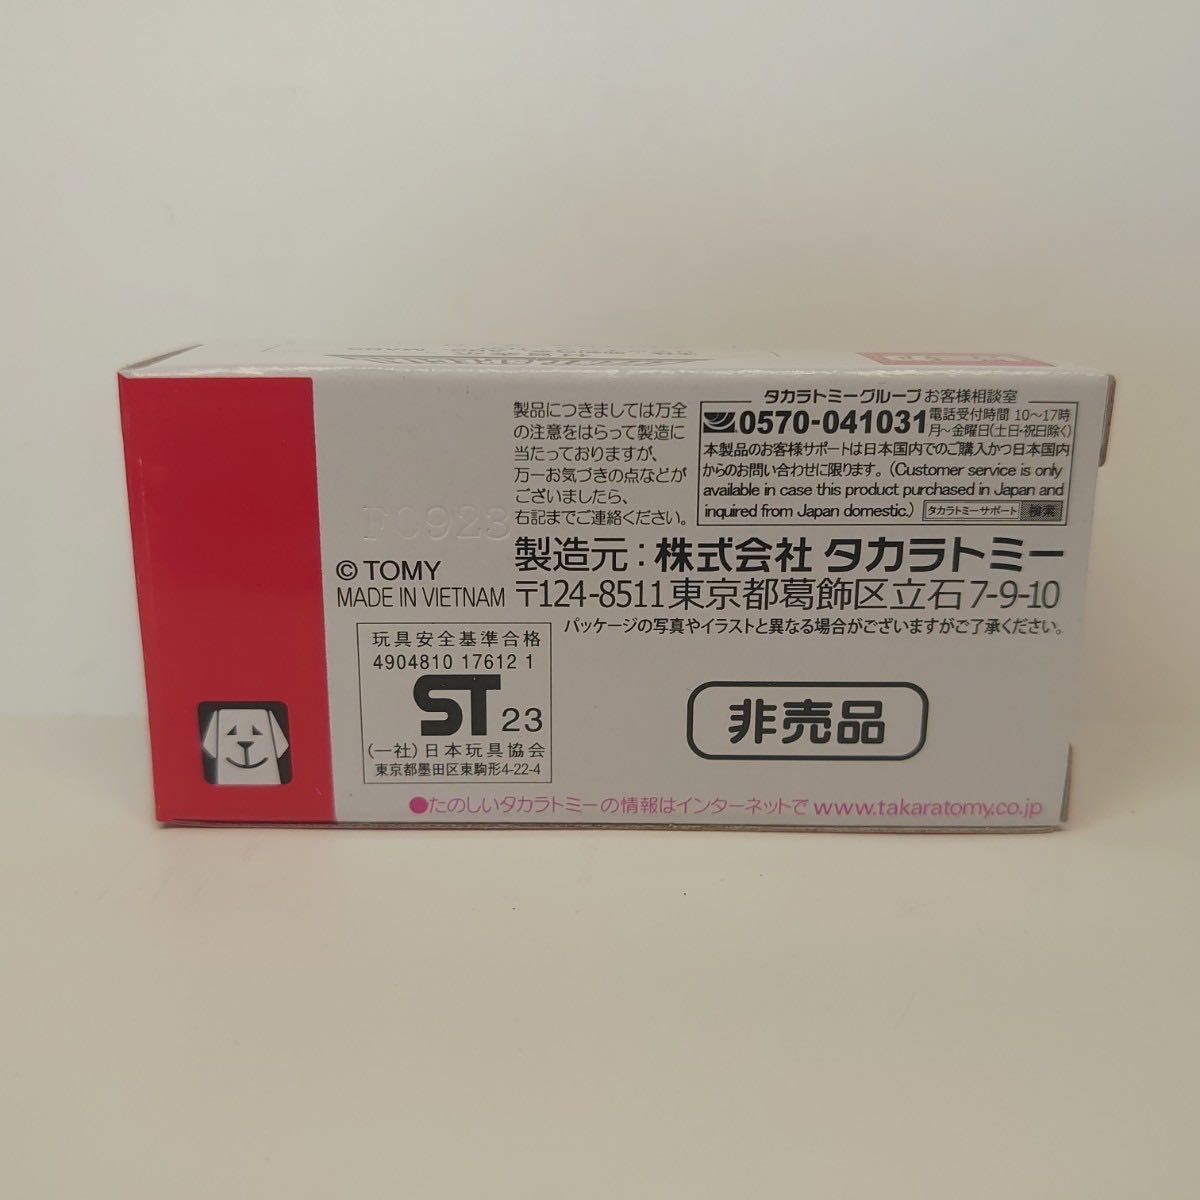 製品につきましては万全
の注意をはらって製造に
当たっておりますが、
万一お気づきの点などが
ございましたら、
右記までご連絡ください。
タカラトミーグループ お客様相談室
0570-041031
電話受付時間 10～17時
月～金曜日(土日・祝日除く)
本製品のお客様サポートは日本国内でのご購入かつ日本国内
からのお問い合わせに限ります。(Customer service is only
available in case this product purchased in Japan and
inquired from Japan domestic.)
タカラトミーサポート 検索
F0923
© TOMY
MADE IN VIETNAM
製造元：株式会社 タカラトミー
〒124-8511 東京都葛飾区立石 7-9-10
パッケージの写真やイラストと異なる場合がございますがご了承ください。
玩具安全基準合格
4904810 17612 1
ST 23
(一社)日本玩具協会
東京都墨田区東駒形4-22-4
非売品
●たのしいタカラトミーの情報はインターネットで www.takaratomy.co.jp